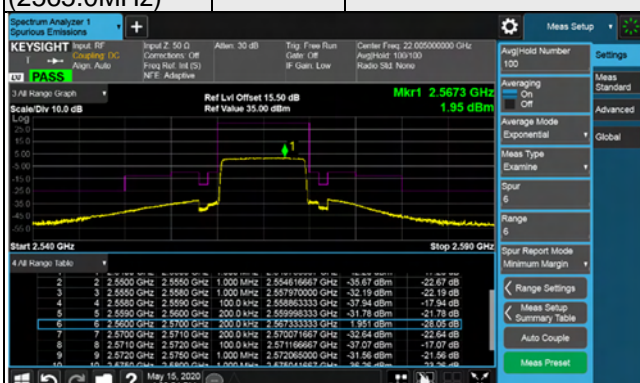 (2565.0MHz)
Spectrum Analyzer 1
Spurious Emissions
Meas Setup
KEYSIGHT Input: RF
Coupling: DC
Align: Auto
Input Z: 50 Ω
Corrections: Off
Freq Ref: Int (S)
NFE: Adaptive
Atten: 30 dB
Trig: Free Run
Gate: Off
IF Gain: Low
Center Freq: 22.005000000 GHz
Avg|Hold: 100/100
Radio Std: None
PASS
3 All Range Graph
Scale/Div 10.0 dB
Ref Lvl Offset 15.50 dB
Ref Value 35.00 dBm
Mkr1 2.5673 GHz
1.95 dBm
Log
25.0
15.0
5.00
-5.00
-15.0
-25.0
-35.0
-45.0
-55.0
1
Start 2.540 GHz
Stop 2.590 GHz
4 All Range Table
2 2 2.5500 GHz 2.5550 GHz 1.000 MHz 2.554616667 GHz -35.67 dBm -22.67 dB
3 3 2.5550 GHz 2.5580 GHz 1.000 MHz 2.557970000 GHz -32.19 dBm -22.19 dB
4 4 2.5580 GHz 2.5590 GHz 100.0 kHz 2.558863333 GHz -37.94 dBm -17.94 dB
5 5 2.5590 GHz 2.5600 GHz 200.0 kHz 2.559998333 GHz -31.78 dBm -21.78 dB
6 6 2.5600 GHz 2.5700 GHz 200.0 kHz 2.567333333 GHz 1.951 dBm -28.05 dB
7 7 2.5700 GHz 2.5710 GHz 200.0 kHz 2.570071667 GHz -32.64 dBm -22.64 dB
8 8 2.5710 GHz 2.5720 GHz 100.0 kHz 2.571166667 GHz -37.07 dBm -17.07 dB
9 9 2.5720 GHz 2.5750 GHz 1.000 MHz 2.572065000 GHz -31.56 dBm -21.56 dB
May 15, 2020
Avg|Hold Number
100
Averaging
On
Off
Average Mode
Exponential
Meas Type
Examine
Spur
6
Range
6
Spur Report Mode
Minimum Margin
Range Settings
Meas Setup
Summary Table
Auto Couple
Meas Preset
Settings
Meas
Standard
Advanced
Global